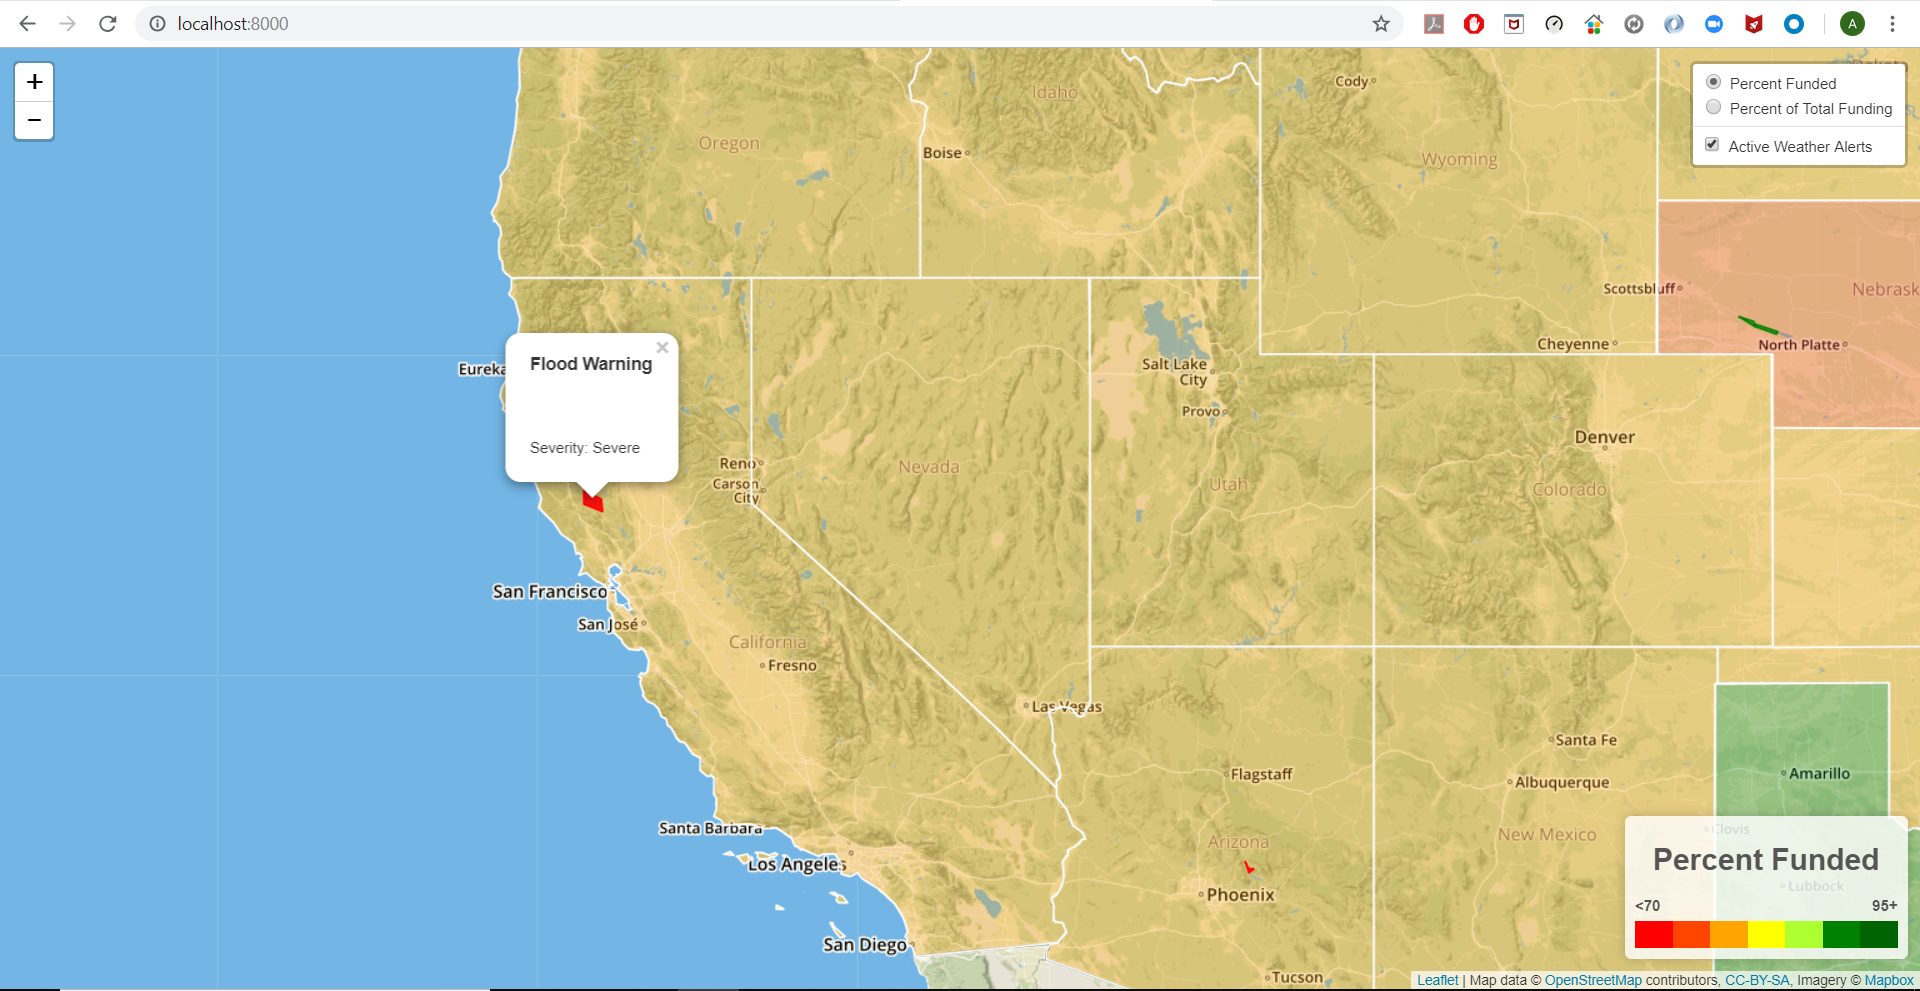 localhost:8000
A
+
−
Percent Funded
Percent of Total Funding
Active Weather Alerts
Idaho
Cody
Oregon
Boise
Wyoming
Scottsbluff
Nebrask
Cheyenne
North Platte
Eureka
Flood Warning
×
Severity: Severe
Salt Lake
City
Provo
Denver
Reno
Carson
City
Nevada
Utah
Colorado
San Francisco
San José
California
Fresno
Las Vegas
Santa Fe
Flagstaff
Albuquerque
Amarillo
Santa Barbara
Los Angeles
Arizona
New Mexico
Clovis
Phoenix
Percent Funded
Lubbock
<70 95+
San Diego
Tucson
Leaflet | Map data © OpenStreetMap contributors, CC-BY-SA, Imagery © Mapbox